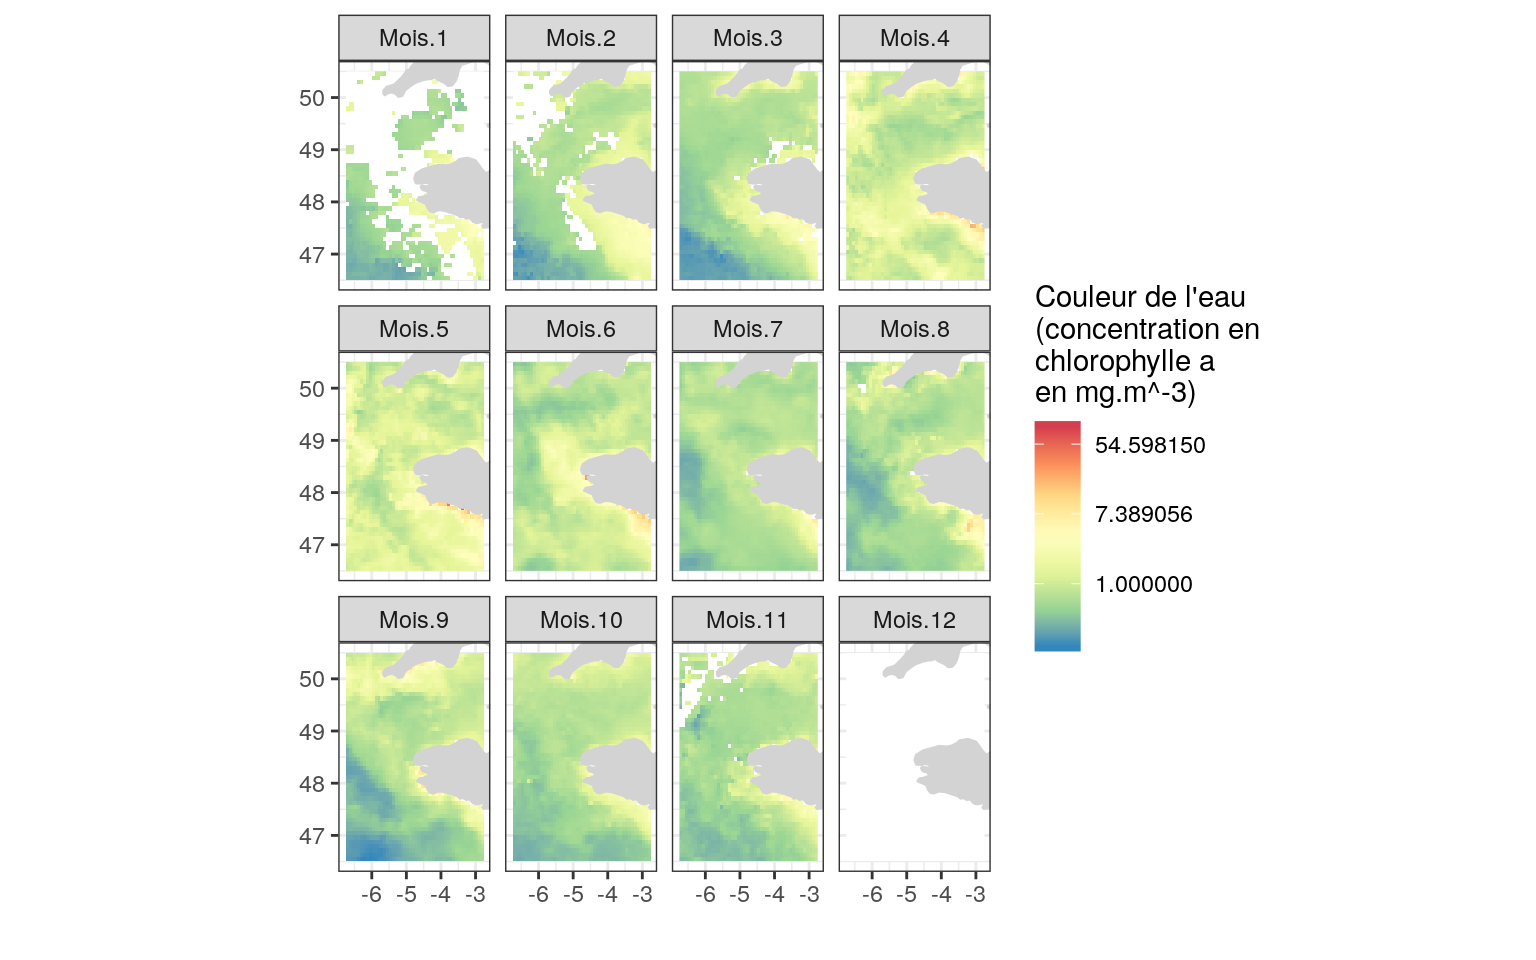 Mois.1 Mois.2 Mois.3 Mois.4
50
49
48
47
Mois.5 Mois.6 Mois.7 Mois.8
50
49
48
47
Mois.9 Mois.10 Mois.11 Mois.12
50
49
48
47
-6 -5 -4 -3 -6 -5 -4 -3 -6 -5 -4 -3 -6 -5 -4 -3
Couleur de l'eau
(concentration en
chlorophylle a
en mg.m^-3)
54.598150
7.389056
1.000000